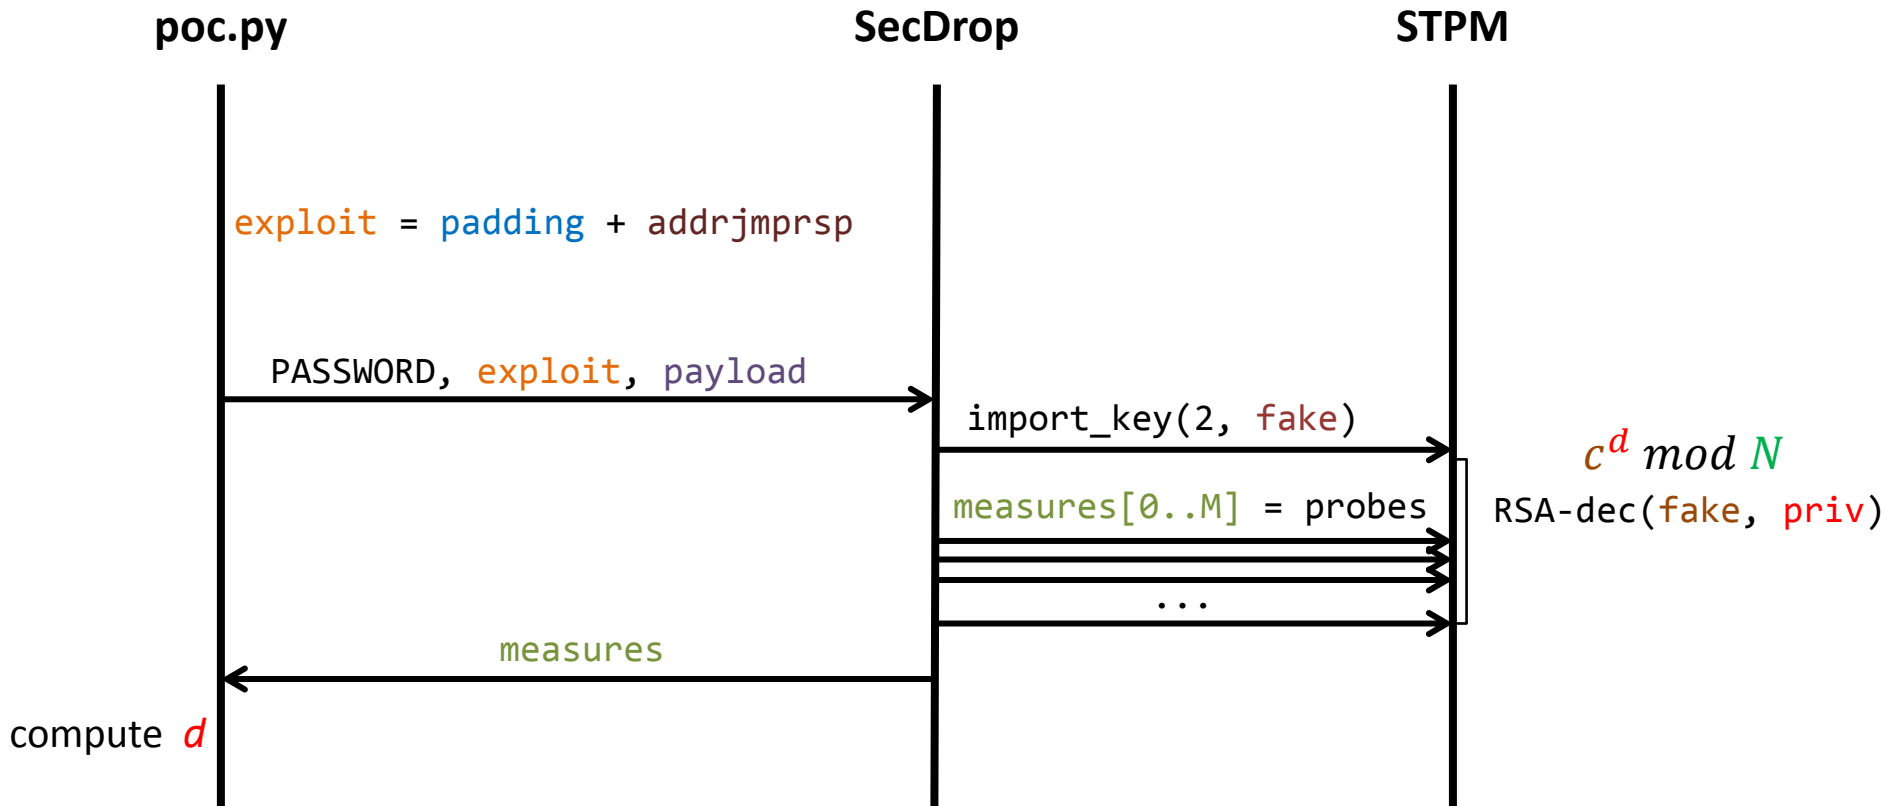 poc.py
SecDrop
STPM
exploit = padding + addrjmprsp
PASSWORD, exploit, payload
import_key(2, fake)
c^d mod N
measures[0..M] = probes
RSA-dec(fake, priv)
...
measures
compute d